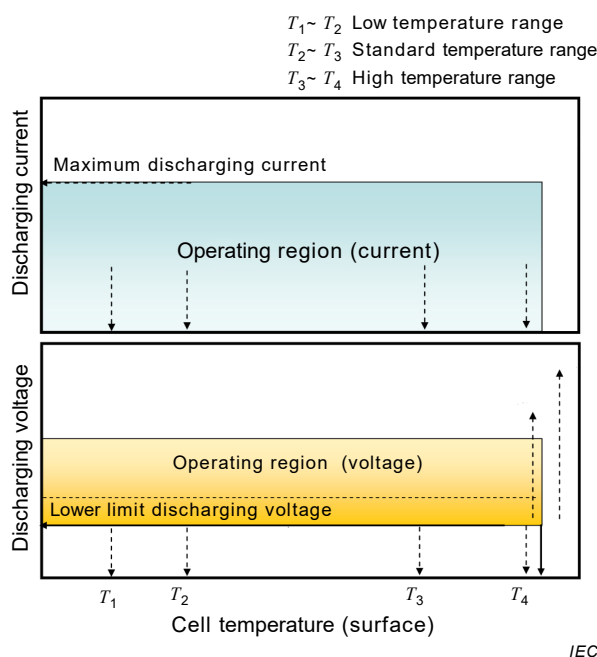 T1~ T2 Low temperature range
T2~ T3 Standard temperature range
T3~ T4 High temperature range
Discharging current
Maximum discharging current
Operating region (current)
Discharging voltage
Operating region (voltage)
Lower limit discharging voltage
T1 T2 T3 T4
Cell temperature (surface)
IEC